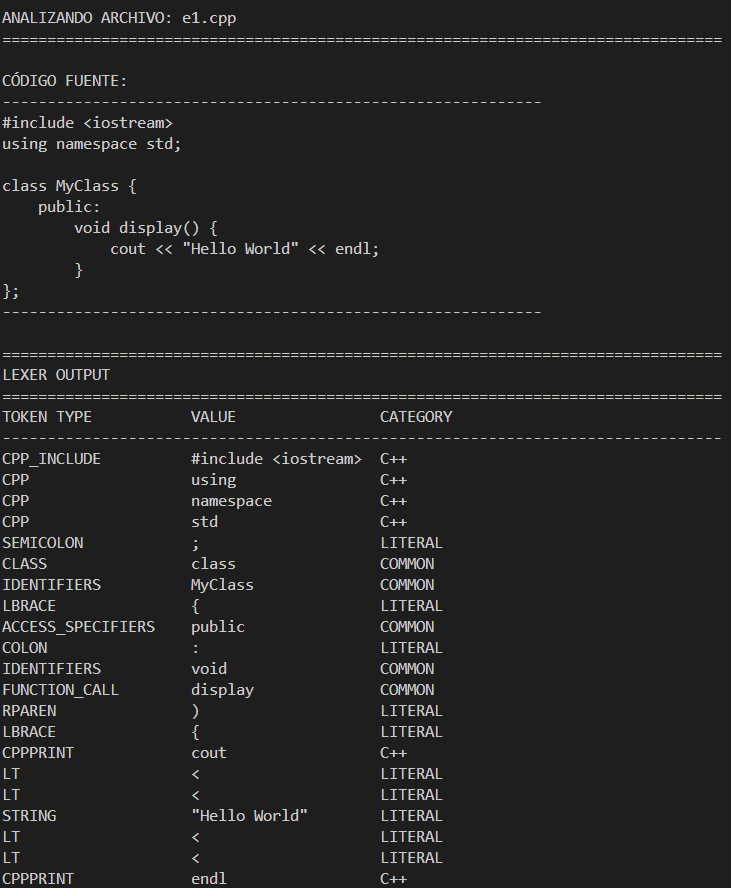 ANALIZANDO ARCHIVO: e1.cpp
================================================================================
CÓDIGO FUENTE:
------------------------------------------------------------
#include <iostream>
using namespace std;
class MyClass {
    public:
        void display() {
            cout << "Hello World" << endl;
        }
};
------------------------------------------------------------
================================================================================
LEXER OUTPUT
================================================================================
TOKEN TYPE           VALUE                CATEGORY
--------------------------------------------------------------------------------
CPP_INCLUDE          #include <iostream>  C++
CPP                  using                C++
CPP                  namespace            C++
CPP                  std                  C++
SEMICOLON            ;                    LITERAL
CLASS                class                COMMON
IDENTIFIERS          MyClass              COMMON
LBRACE               {                    LITERAL
ACCESS_SPECIFIERS    public               COMMON
COLON                :                    LITERAL
IDENTIFIERS          void                 COMMON
FUNCTION_CALL        display              COMMON
RPAREN               )                    LITERAL
LBRACE               {                    LITERAL
CPPPRINT             cout                 C++
LT                   <                    LITERAL
LT                   <                    LITERAL
STRING               "Hello World"        LITERAL
LT                   <                    LITERAL
LT                   <                    LITERAL
CPPPRINT             endl                 C++